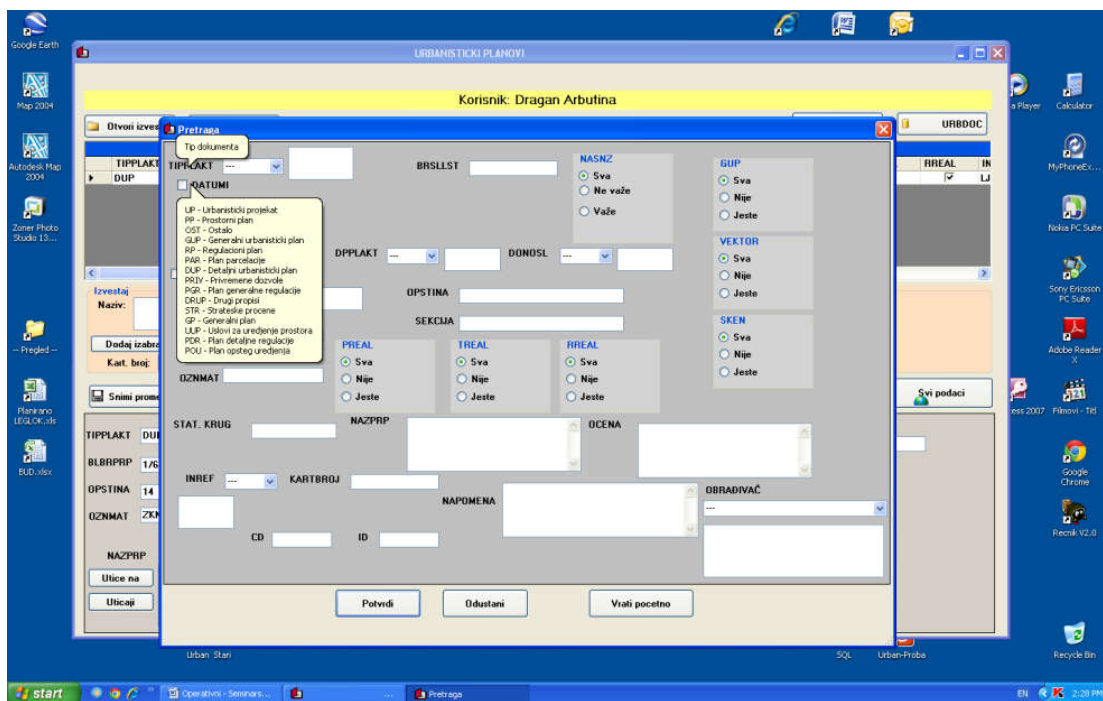 Google Earth
URBANISTICKI PLANOVI
Map 2004
Korisnik: Dragan Arbutina
Calculator
Otvori izves
Pretraga
URBDOC
Tip dokumenta
TIPPLAKT ---
BRSLLST
NASNZ
Sva
Ne važe
Važe
GUP
Sva
Nije
Jeste
TIPPLAKT
DUP
RREAL
IN
LJ
Autodesk Map
2004
MyPhoneEx...
DATUMI
UP - Urbanisticki projekat
PP - Prostorni plan
OST - Ostalo
GUP - Generalni urbanisticki plan
RP - Regulacioni plan
PAR - Plan parcelacije
DUP - Detaljni urbanisticki plan
PRIV - Privremene dozvole
PGR - Plan generalne regulacije
DRUP - Drugi propisi
STR - Strateske procene
GP - Generalni plan
UUP - Uslovi za uredjenje prostora
PDR - Plan detaljne regulacije
POU - Plan opsteg uredjenja
Zoner Photo
Studio 13...
Nokia PC Suite
DPPLAKT ---
DONOSL ---
VEKTOR
Sva
Nije
Jeste
Izvestaj
Naziv:
OPSTINA
SEKCIJA
Sony Ericsson
PC Suite
SKEN
Sva
Nije
Jeste
-- Pregled --
Dodaj izabra
Kart. broj:
PREAL
Sva
Nije
Jeste
TREAL
Sva
Nije
Jeste
RREAL
Sva
Nije
Jeste
Adobe Reader
X
OZNMAT
Snimi prome
Svi podaci
Planirano
LEGLOK.xls
ess 2007
Filmovi - Titl
STAT. KRUG
NAZPRP
OCENA
TIPPLAKT DUP
BLBRPRP 1/6
OPSTINA 14
OZNMAT
BUD.xlsx
Google
Chrome
INREF ---
KARTBROJ
NAPOMENA
OBRAĐIVAČ
---
CD
ID
Recnik V2.0
NAZPRP
Utice na
Uticaji
Potvrdi
Odustani
Vrati pocetno
Urban Stari
SQL
Urban-Proba
Recycle Bin
start
Operativni - Seminars...
...
Pretraga
EN
2:28 PM